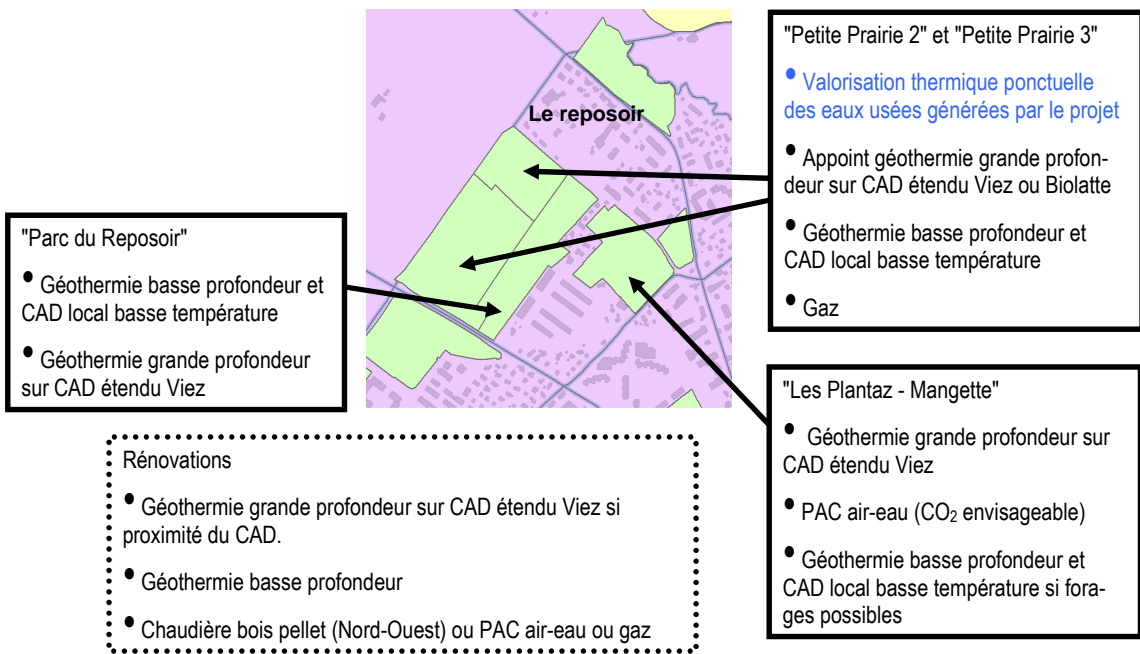 "Petite Prairie 2" et "Petite Prairie 3"
• Valorisation thermique ponctuelle
des eaux usées générées par le projet
• Appoint géothermie grande profon-
deur sur CAD étendu Viez ou Biolatte
• Géothermie basse profondeur et
CAD local basse température
• Gaz
Le reposoir
"Parc du Reposoir"
• Géothermie basse profondeur et
CAD local basse température
• Géothermie grande profondeur
sur CAD étendu Viez
"Les Plantaz - Mangette"
• Géothermie grande profondeur sur
CAD étendu Viez
• PAC air-eau (CO₂ envisageable)
• Géothermie basse profondeur et
CAD local basse température si fora-
ges possibles
Rénovations
• Géothermie grande profondeur sur CAD étendu Viez si
proximité du CAD.
• Géothermie basse profondeur
• Chaudière bois pellet (Nord-Ouest) ou PAC air-eau ou gaz